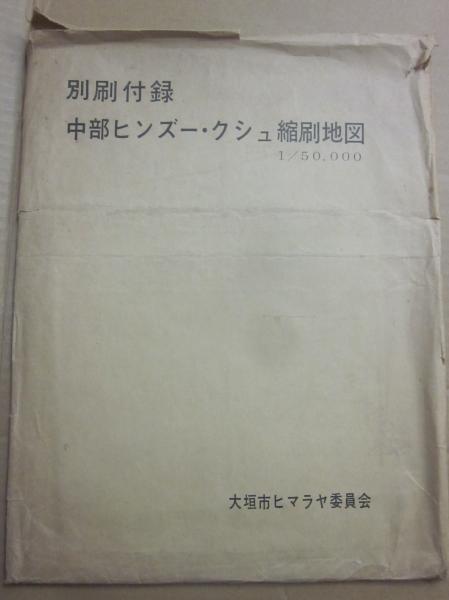 別刷付録
中部ヒンズー・クシュ縮刷地図
1/50,000
大垣市ヒマラヤ委員会